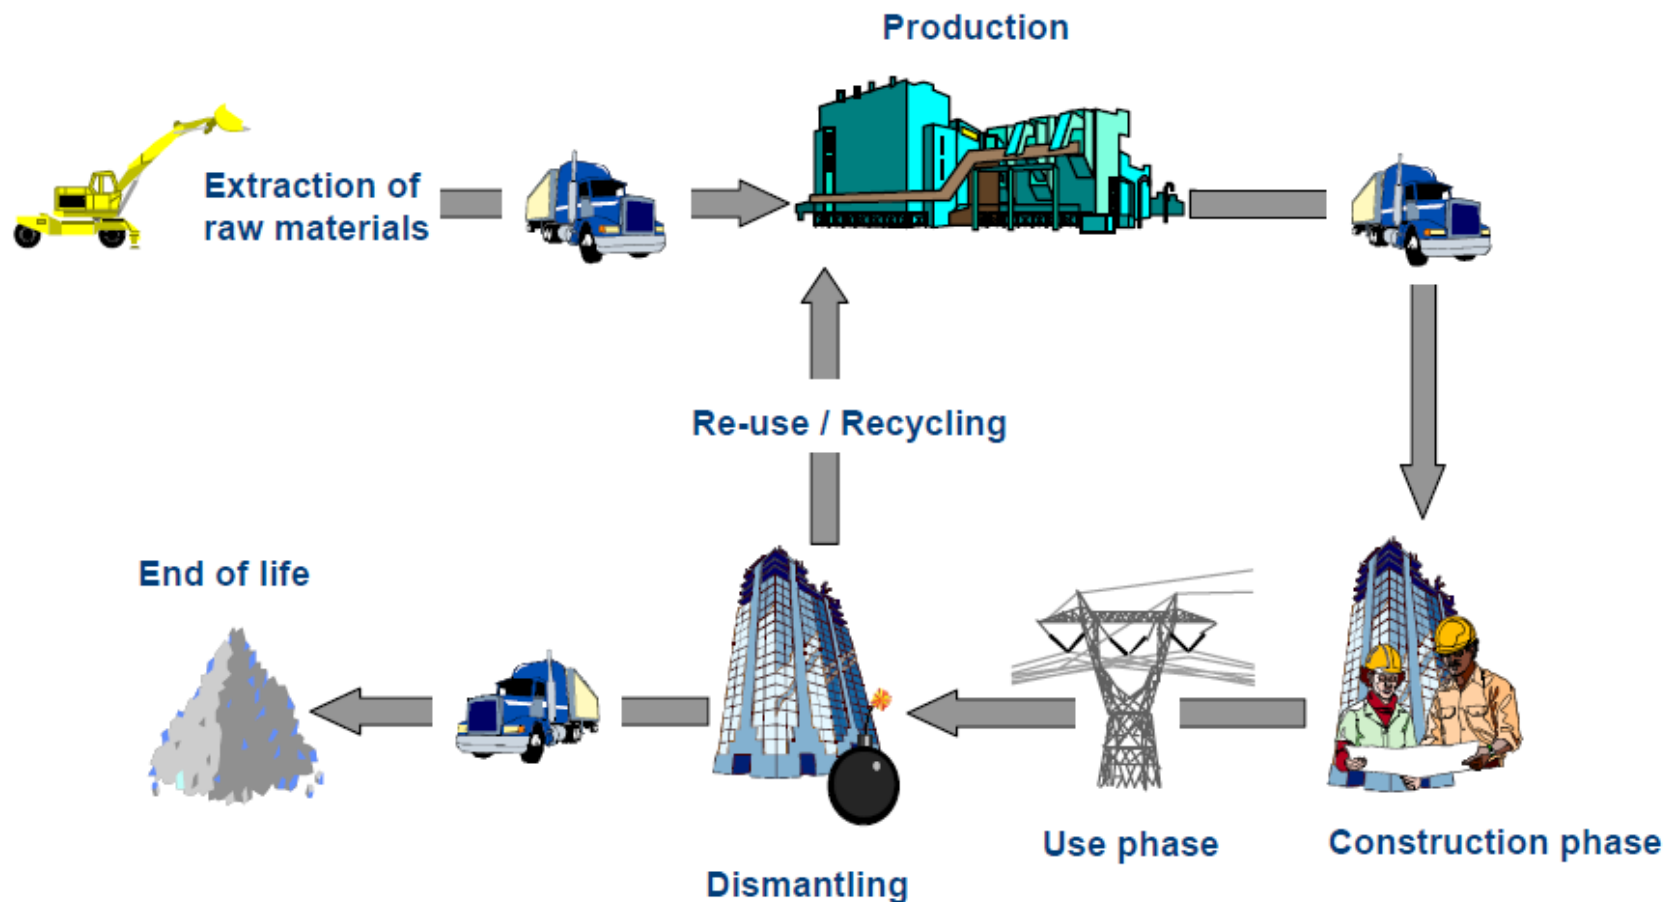 Production
Extraction of
raw materials
Re-use / Recycling
End of life
Use phase
Construction phase
Dismantling